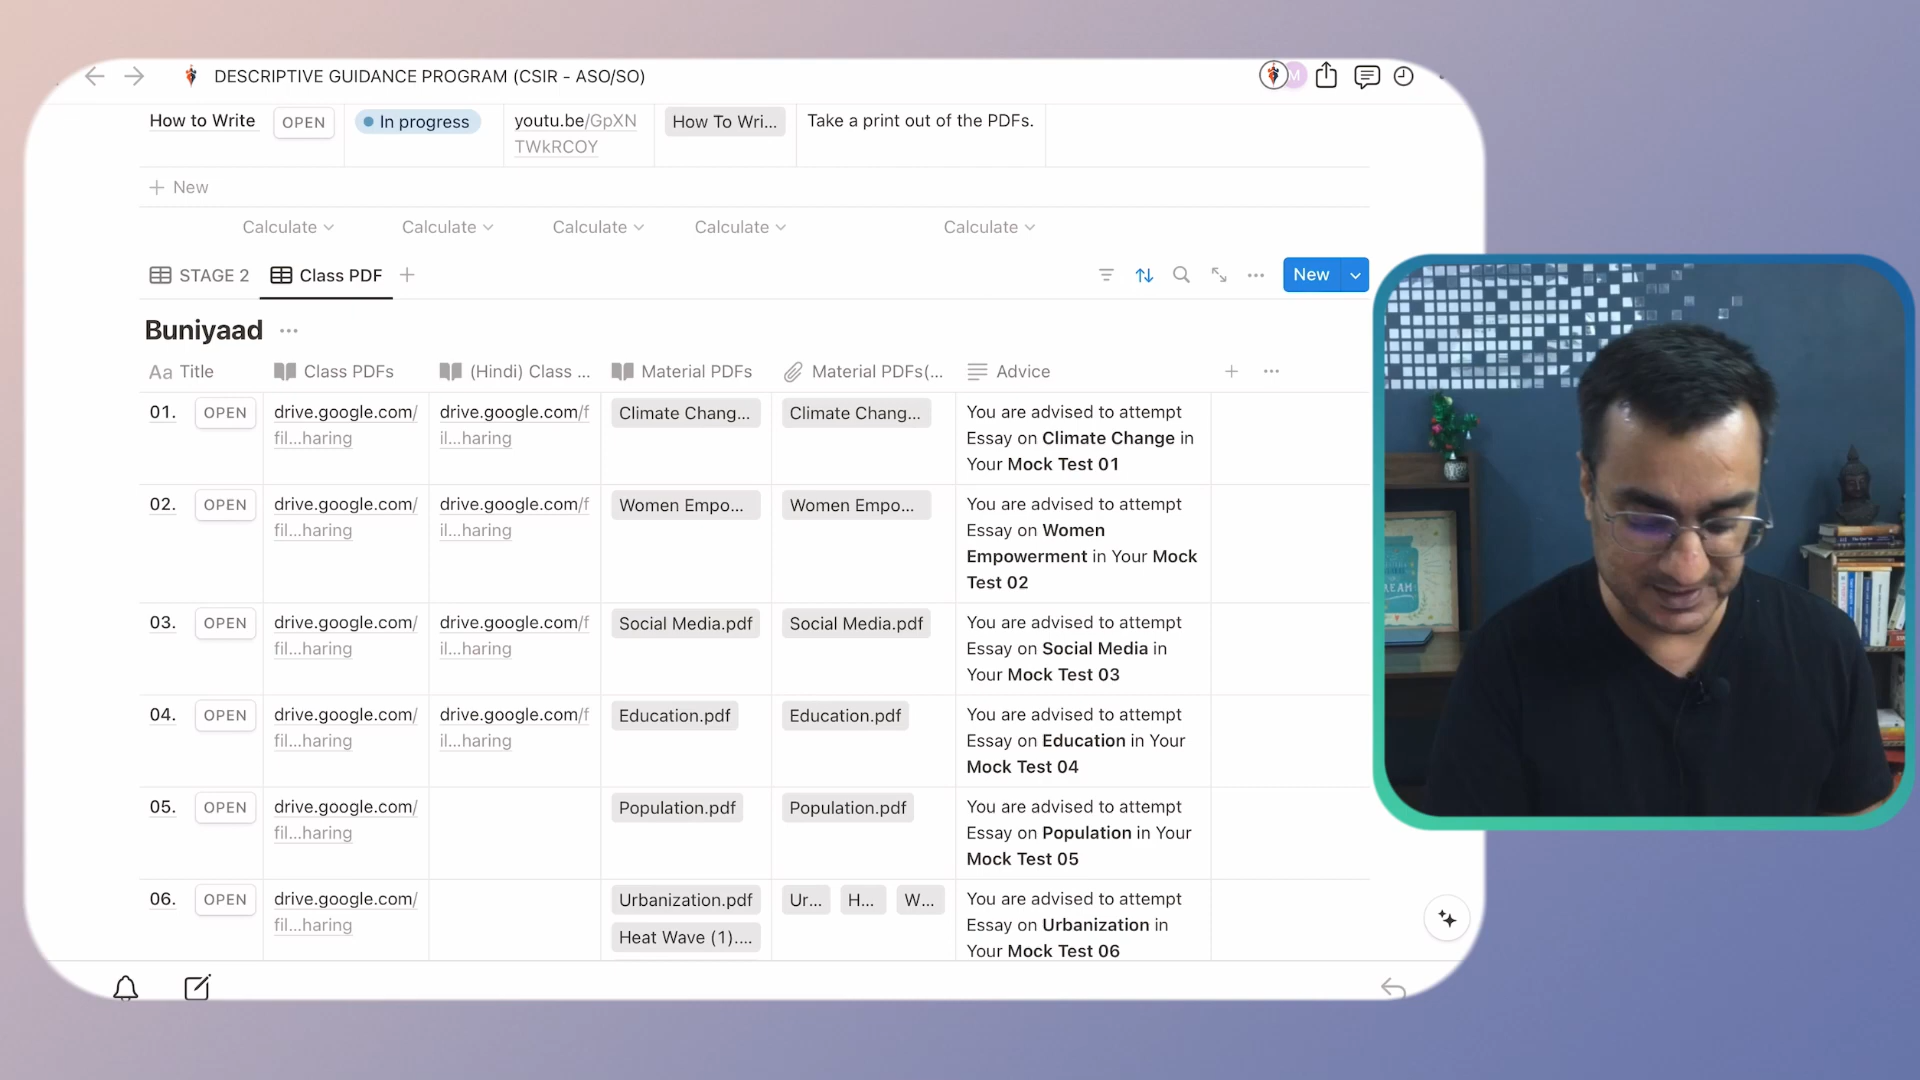 DESCRIPTIVE GUIDANCE PROGRAM (CSIR - ASO/SO)
M
How to Write OPEN In progress youtu.be/GpXN How To Wri... Take a print out of the PDFs.
TWkRCOY
New
Calculate Calculate Calculate Calculate Calculate
STAGE 2 Class PDF New
Buniyaad
Aa Title Class PDFs (Hindi) Class ... Material PDFs Material PDFs(... Advice
01. OPEN drive.google.com/ drive.google.com/f Climate Chang... Climate Chang... You are advised to attempt
fil...haring il...haring Essay on Climate Change in
Your Mock Test 01
02. OPEN drive.google.com/ drive.google.com/f Women Empo... Women Empo... You are advised to attempt
fil...haring il...haring Essay on Women
Empowerment in Your Mock
Test 02
03. OPEN drive.google.com/ drive.google.com/f Social Media.pdf Social Media.pdf You are advised to attempt
fil...haring il...haring Essay on Social Media in
Your Mock Test 03
04. OPEN drive.google.com/ drive.google.com/f Education.pdf Education.pdf You are advised to attempt
fil...haring il...haring Essay on Education in Your
Mock Test 04
05. OPEN drive.google.com/ Population.pdf Population.pdf You are advised to attempt
fil...haring Essay on Population in Your
Mock Test 05
06. OPEN drive.google.com/ Urbanization.pdf Ur... H... W... You are advised to attempt
fil...haring Heat Wave (1).... Essay on Urbanization in
Your Mock Test 06